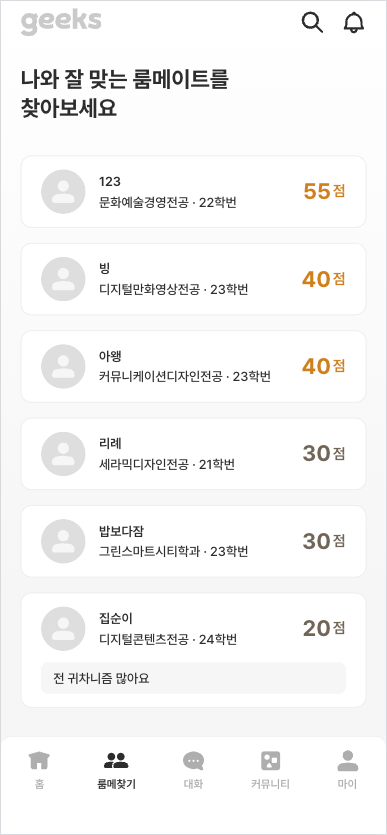 geeks
나와 잘 맞는 룸메이트를
찾아보세요
123
문화예술경영전공 · 22학번
55점
빙
디지털만화영상전공 · 23학번
40점
아왱
커뮤니케이션디자인전공 · 23학번
40점
리례
세라믹디자인전공 · 21학번
30점
밥보다잠
그린스마트시티학과 · 23학번
30점
집순이
디지털콘텐츠전공 · 24학번
20점
전 귀차니즘 많아요
홈
룸메찾기
대화
커뮤니티
마이